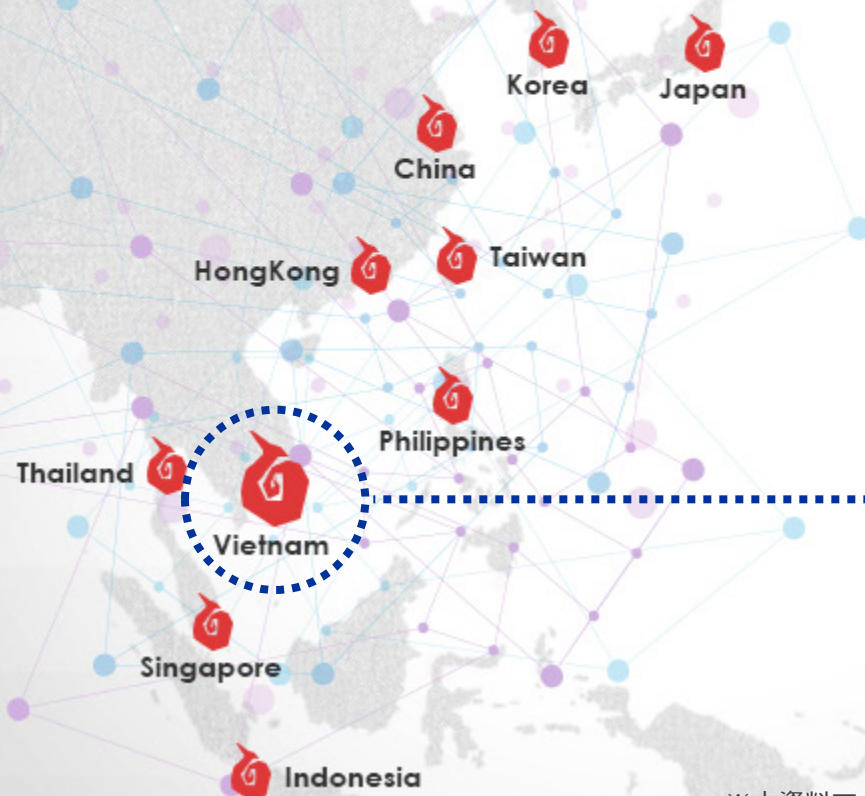 Korea
Japan
China
HongKong
Taiwan
Philippines
Thailand
Vietnam
Singapore
Indonesia